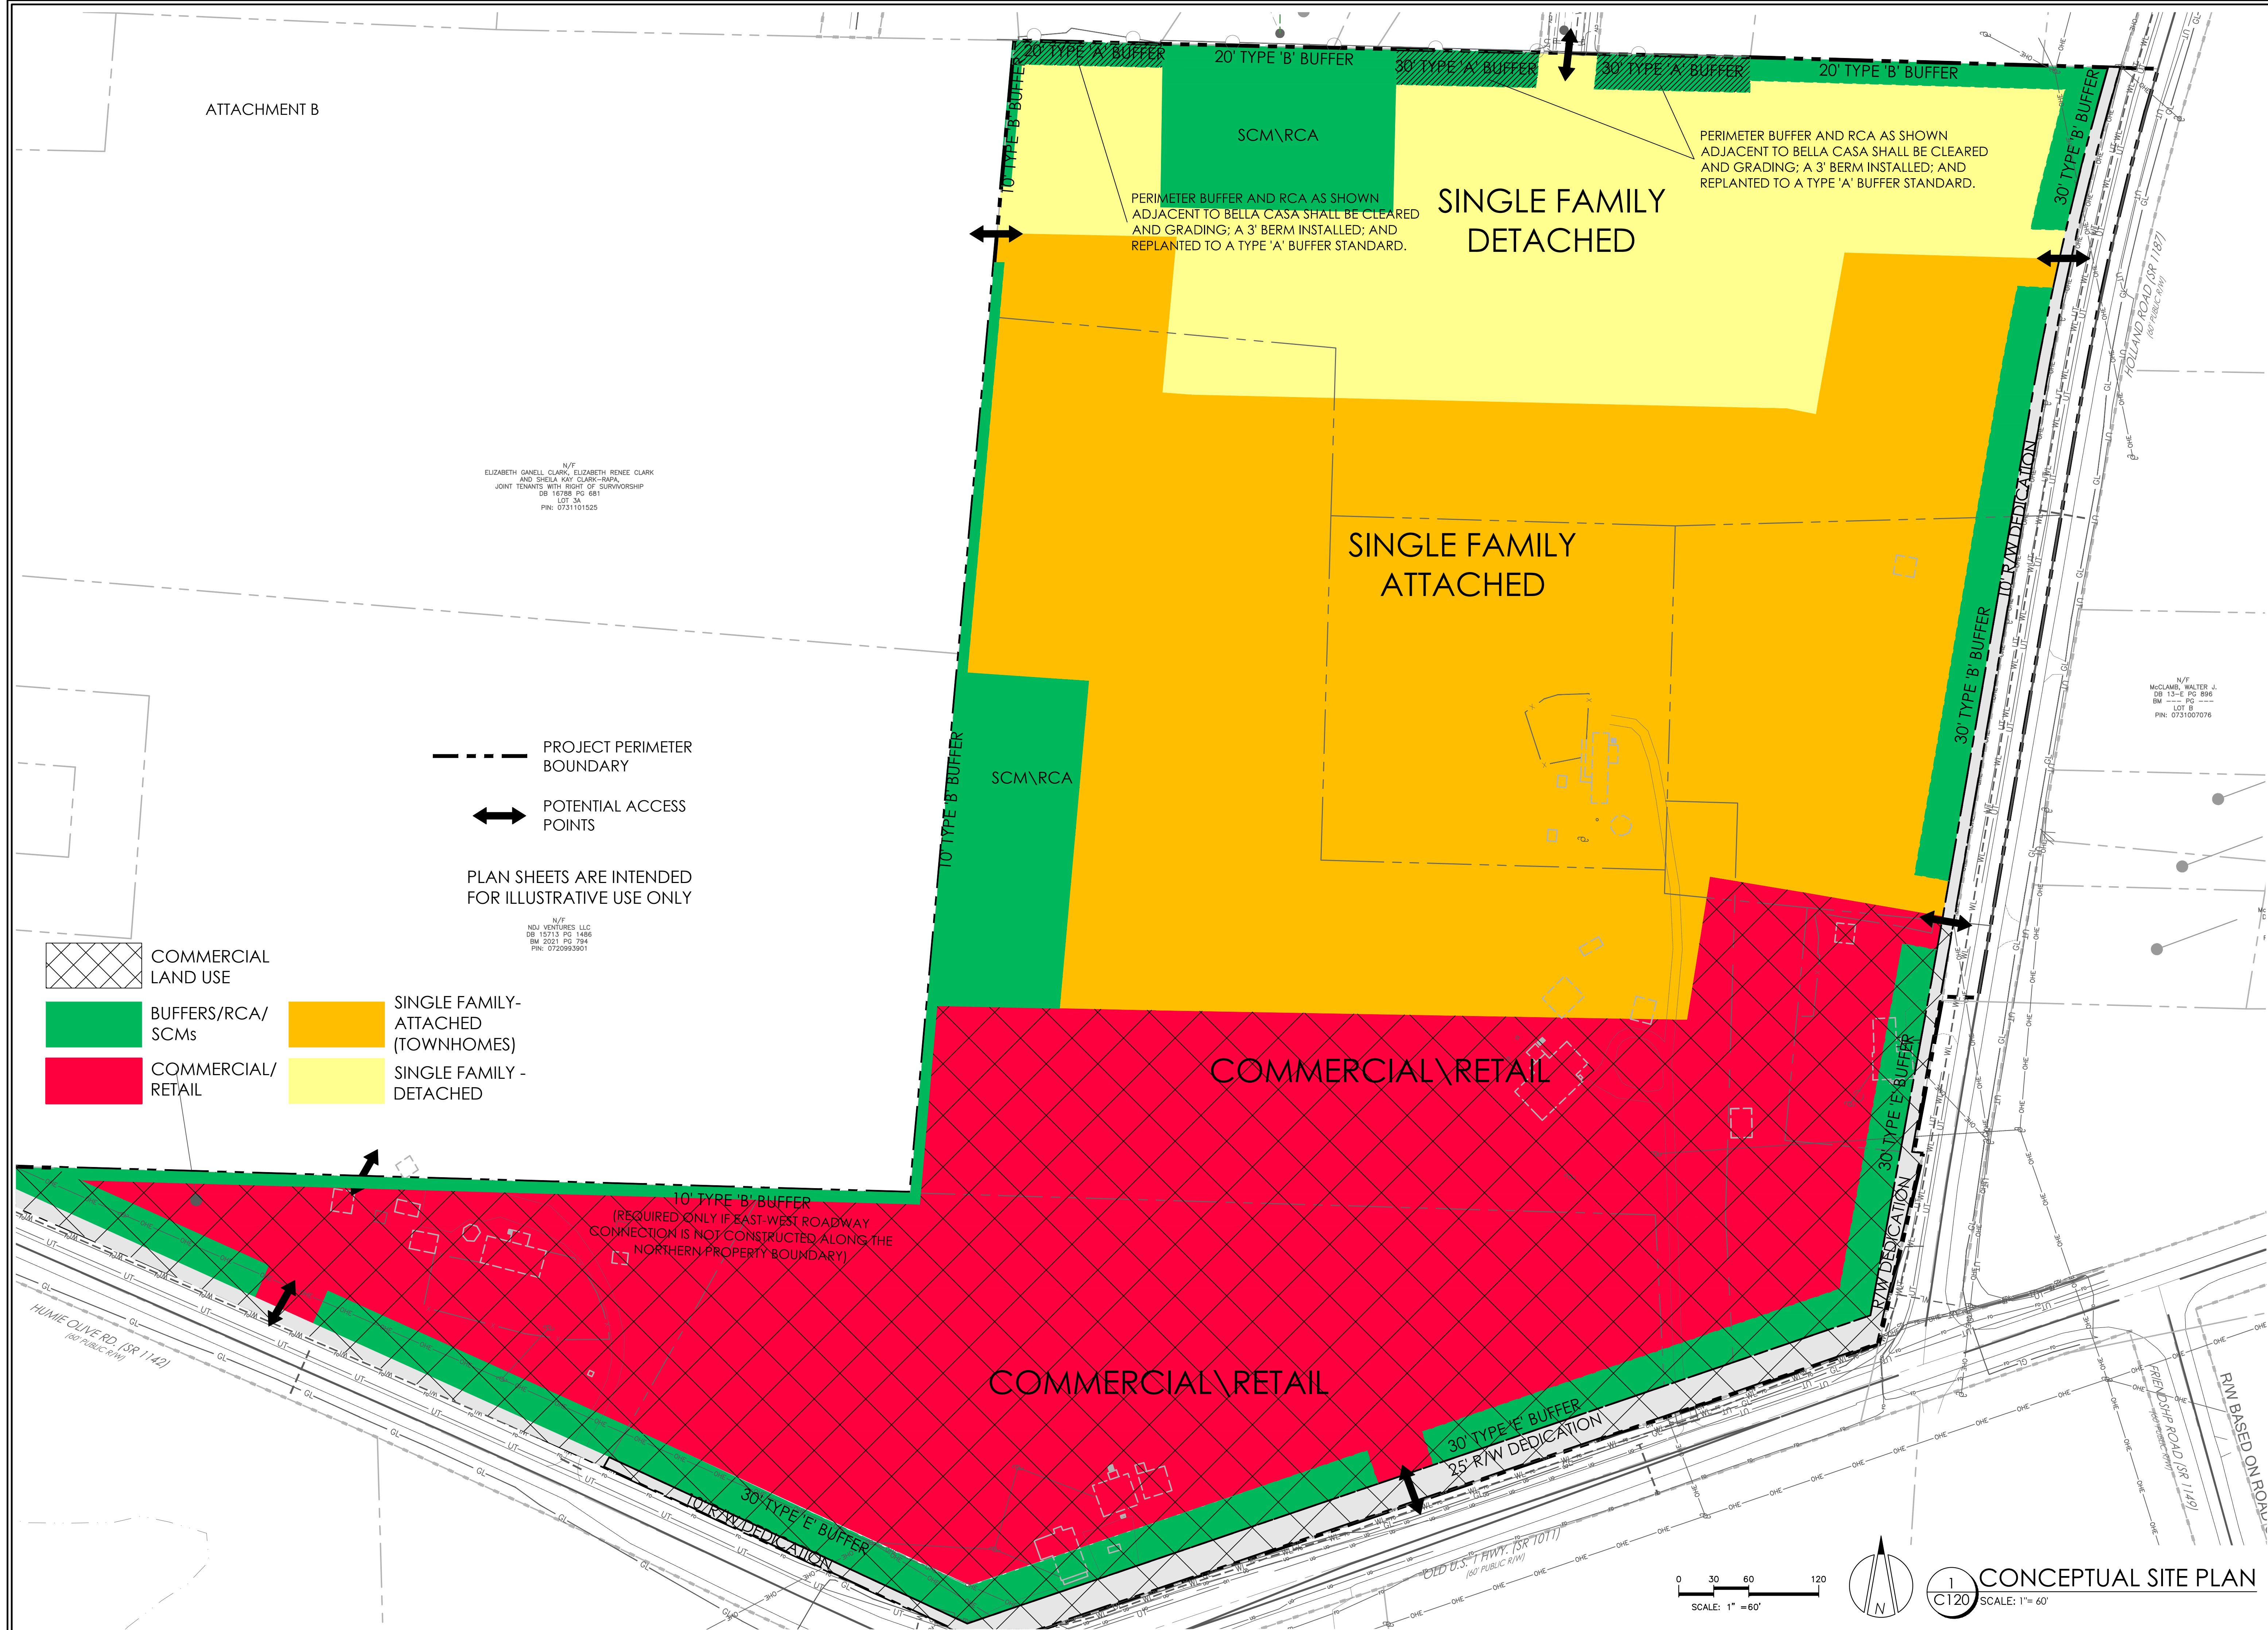 ATTACHMENT B
20' TYPE 'A' BUFFER
20' TYPE 'B' BUFFER
30' TYPE 'A' BUFFER
30' TYPE 'A' BUFFER
20' TYPE 'B' BUFFER
10' TYPE 'B' BUFFER
30' TYPE 'B' BUFFER
SCM\RCA
PERIMETER BUFFER AND RCA AS SHOWN
ADJACENT TO BELLA CASA SHALL BE CLEARED
AND GRADING; A 3' BERM INSTALLED; AND
REPLANTED TO A TYPE 'A' BUFFER STANDARD.
PERIMETER BUFFER AND RCA AS SHOWN
ADJACENT TO BELLA CASA SHALL BE CLEARED
AND GRADING; A 3' BERM INSTALLED; AND
REPLANTED TO A TYPE 'A' BUFFER STANDARD.
SINGLE FAMILY
DETACHED
HOLLAND ROAD (SR 1187)
(60' PUBLIC R/W)
N/F
ELIZABETH GANELL CLARK, ELIZABETH RENEE CLARK
AND SHEILA KAY CLARK-RAPA,
JOINT TENANTS WITH RIGHT OF SURVIVORSHIP
DB 16788 PG 681
LOT 3A
PIN: 0731101525
SINGLE FAMILY
ATTACHED
10' R/W DEDICATION
30' TYPE 'B' BUFFER
N/F
McCLAMB, WALTER J.
DB 13-E PG 896
BM --- PG ---
LOT B
PIN: 0731007076
PROJECT PERIMETER
BOUNDARY
POTENTIAL ACCESS
POINTS
PLAN SHEETS ARE INTENDED
FOR ILLUSTRATIVE USE ONLY
N/F
NDJ VENTURES LLC
DB 15713 PG 1486
BM 2021 PG 794
PIN: 0720993901
10' TYPE 'B' BUFFER
SCM\RCA
COMMERCIAL
LAND USE
BUFFERS/RCA/
SCMs
COMMERCIAL/
RETAIL
SINGLE FAMILY-
ATTACHED
(TOWNHOMES)
SINGLE FAMILY -
DETACHED
COMMERCIAL\RETAIL
30' TYPE 'E' BUFFER
R/W DEDICATION
10' TYPE 'B' BUFFER
(REQUIRED ONLY IF EAST-WEST ROADWAY
CONNECTION IS NOT CONSTRUCTED ALONG THE
NORTHERN PROPERTY BOUNDARY)
HUMIE OLIVE RD. (SR 1142)
(60' PUBLIC R/W)
COMMERCIAL\RETAIL
30' TYPE 'E' BUFFER
25' R/W DEDICATION
30' TYPE 'E' BUFFER
10' R/W DEDICATION
OLD U.S. 1 HWY. (SR 1011)
(60' PUBLIC R/W)
FRIENDSHIP ROAD (SR 1149)
(60' PUBLIC R/W)
R/W BASED ON ROAD
0 30 60 120
SCALE: 1" =60'
N
1
C120
CONCEPTUAL SITE PLAN
SCALE: 1"= 60'